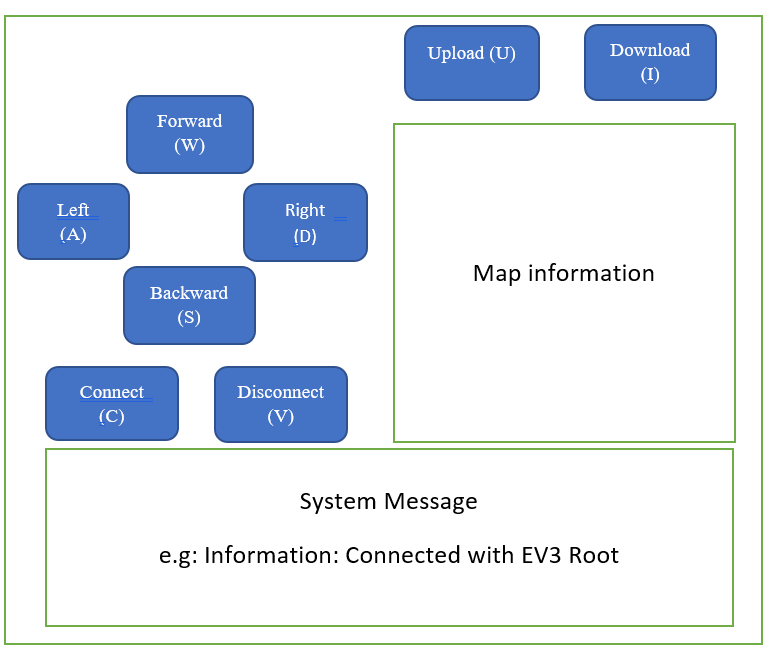 Upload (U)
Download
(I)
Forward
(W)
Left
(A)
Right
(D)
Backward
(S)
Map information
Connect
(C)
Disconnect
(V)
System Message
e.g: Information: Connected with EV3 Root